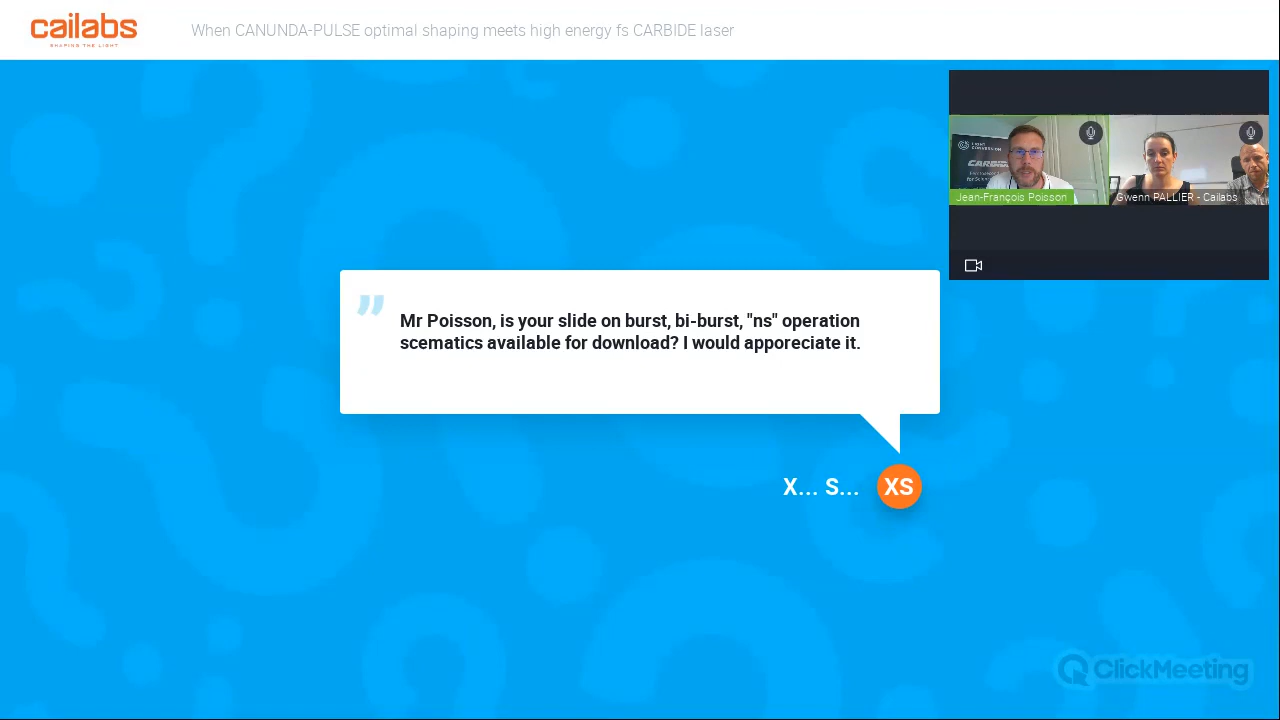 cailabs
SHAPING THE LIGHT
When CANUNDA-PULSE optimal shaping meets high energy fs CARBIDE laser
LIGHT
CONVERSION
Jean-François Poisson
Gwenn PALLIER - Cailabs
"Mr Poisson, is your slide on burst, bi-burst, "ns" operation
scematics available for download? I would apporeciate it.
X... S...
XS
ClickMeeting